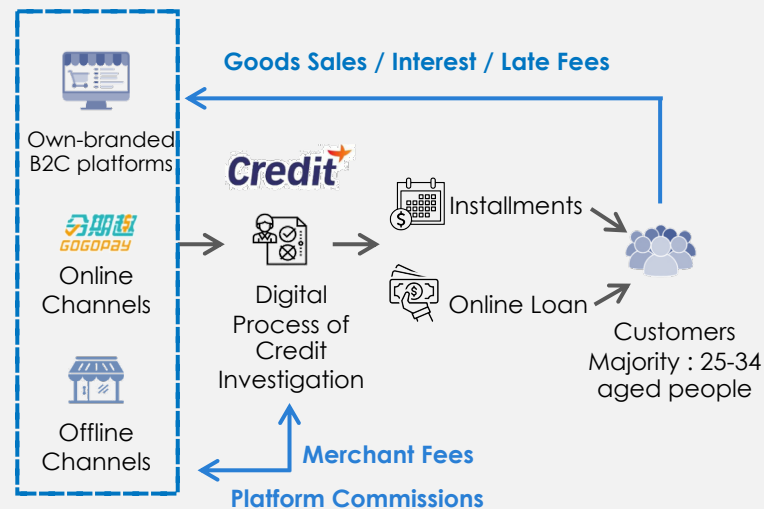 Goods Sales / Interest / Late Fees
Own-branded
B2C platforms
分期趣
GOGOPAY
Online
Channels
Offline
Channels
Credit
Digital
Process of
Credit
Investigation
$
Installments
$
Online Loan
Customers
Majority : 25-34
aged people
Merchant Fees
Platform Commissions